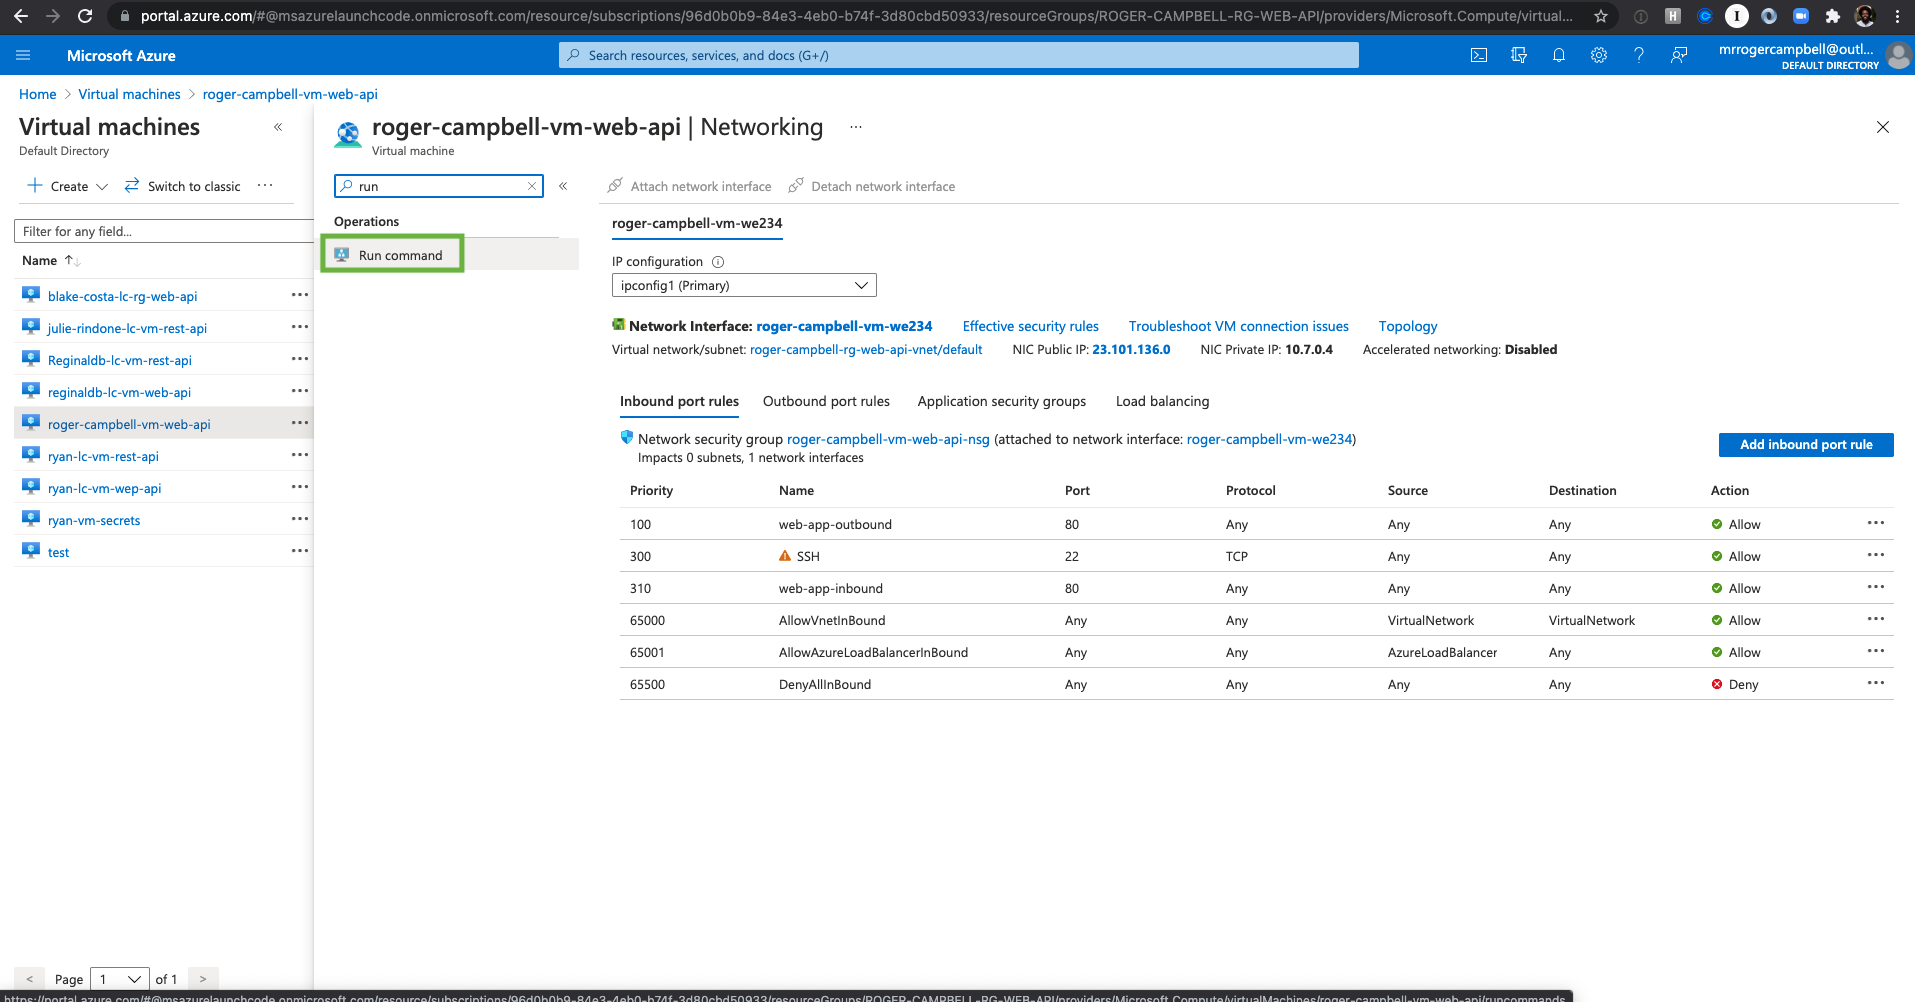 portal.azure.com/#@msazurelaunchcode.onmicrosoft.com/resource/subscriptions/96d0b0b9-84e3-4eb0-b74f-3d80cbd50933/resourceGroups/ROGER-CAMPBELL-RG-WEB-API/providers/Microsoft.Compute/virtual...
Microsoft Azure
Search resources, services, and docs (G+/)
mrrogercampbell@outl...
DEFAULT DIRECTORY
Home > Virtual machines > roger-campbell-vm-web-api
Virtual machines
Default Directory
Create
Switch to classic
Filter for any field...
Name
blake-costa-lc-rg-web-api
julie-rindone-lc-vm-rest-api
Reginaldb-lc-vm-rest-api
reginaldb-lc-vm-web-api
roger-campbell-vm-web-api
ryan-lc-vm-rest-api
ryan-lc-vm-wep-api
ryan-vm-secrets
test
< Page 1 of 1 >
roger-campbell-vm-web-api | Networking
Virtual machine
run
Operations
Run command
Attach network interface
Detach network interface
roger-campbell-vm-we234
IP configuration
ipconfig1 (Primary)
Network Interface: roger-campbell-vm-we234 Effective security rules Troubleshoot VM connection issues Topology
Virtual network/subnet: roger-campbell-rg-web-api-vnet/default NIC Public IP: 23.101.136.0 NIC Private IP: 10.7.0.4 Accelerated networking: Disabled
Inbound port rules Outbound port rules Application security groups Load balancing
Network security group roger-campbell-vm-web-api-nsg (attached to network interface: roger-campbell-vm-we234)
Impacts 0 subnets, 1 network interfaces
Add inbound port rule
Priority Name Port Protocol Source Destination Action
100 web-app-outbound 80 Any Any Any Allow
300 SSH 22 TCP Any Any Allow
310 web-app-inbound 80 Any Any Any Allow
65000 AllowVnetInBound Any Any VirtualNetwork VirtualNetwork Allow
65001 AllowAzureLoadBalancerInBound Any Any AzureLoadBalancer Any Allow
65500 DenyAllInBound Any Any Any Any Deny
https://portal.azure.com/#@msazurelaunchcode.onmicrosoft.com/resource/subscriptions/96d0b0b9-84e3-4eb0-b74f-3d80cbd50933/resourceGroups/ROGER-CAMPBELL-RG-WEB-API/providers/Microsoft.Compute/virtualMachines/roger-campbell-vm-web-api/runcommands